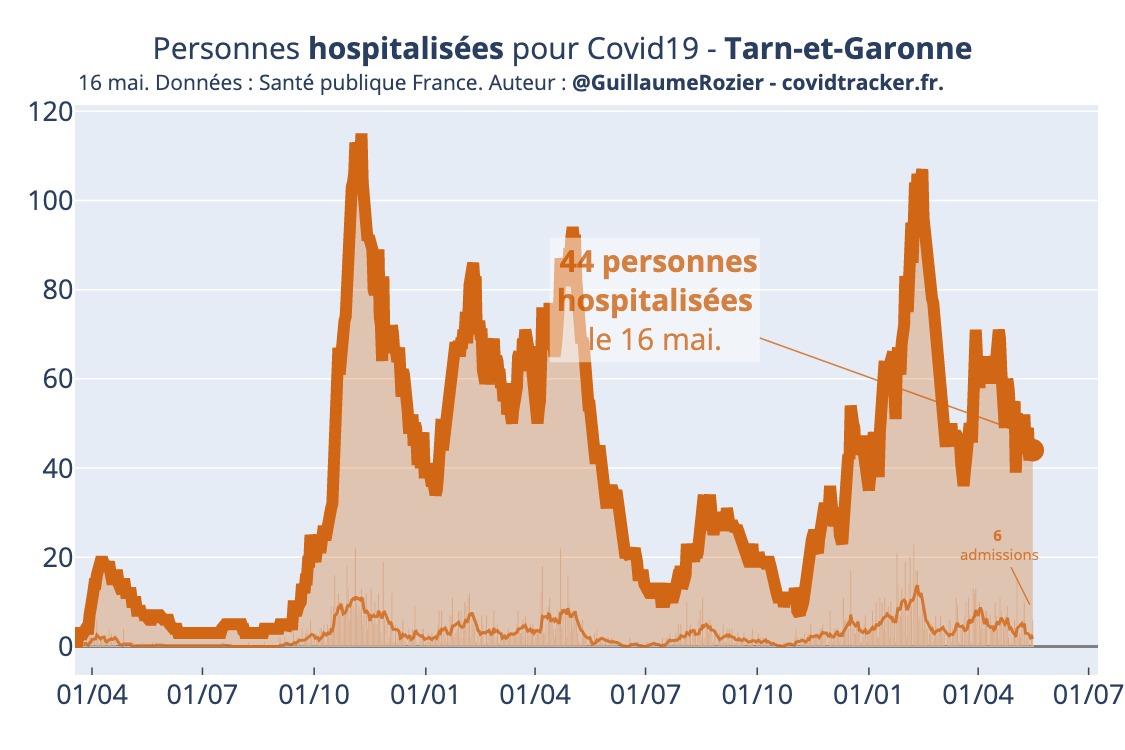 Personnes hospitalisées pour Covid19 - Tarn-et-Garonne
16 mai. Données : Santé publique France. Auteur : @GuillaumeRozier - covidtracker.fr.
120
100
80
60
40
20
0
44 personnes
hospitalisées
le 16 mai.
6
admissions
01/04 01/07 01/10 01/01 01/04 01/07 01/10 01/01 01/04 01/07